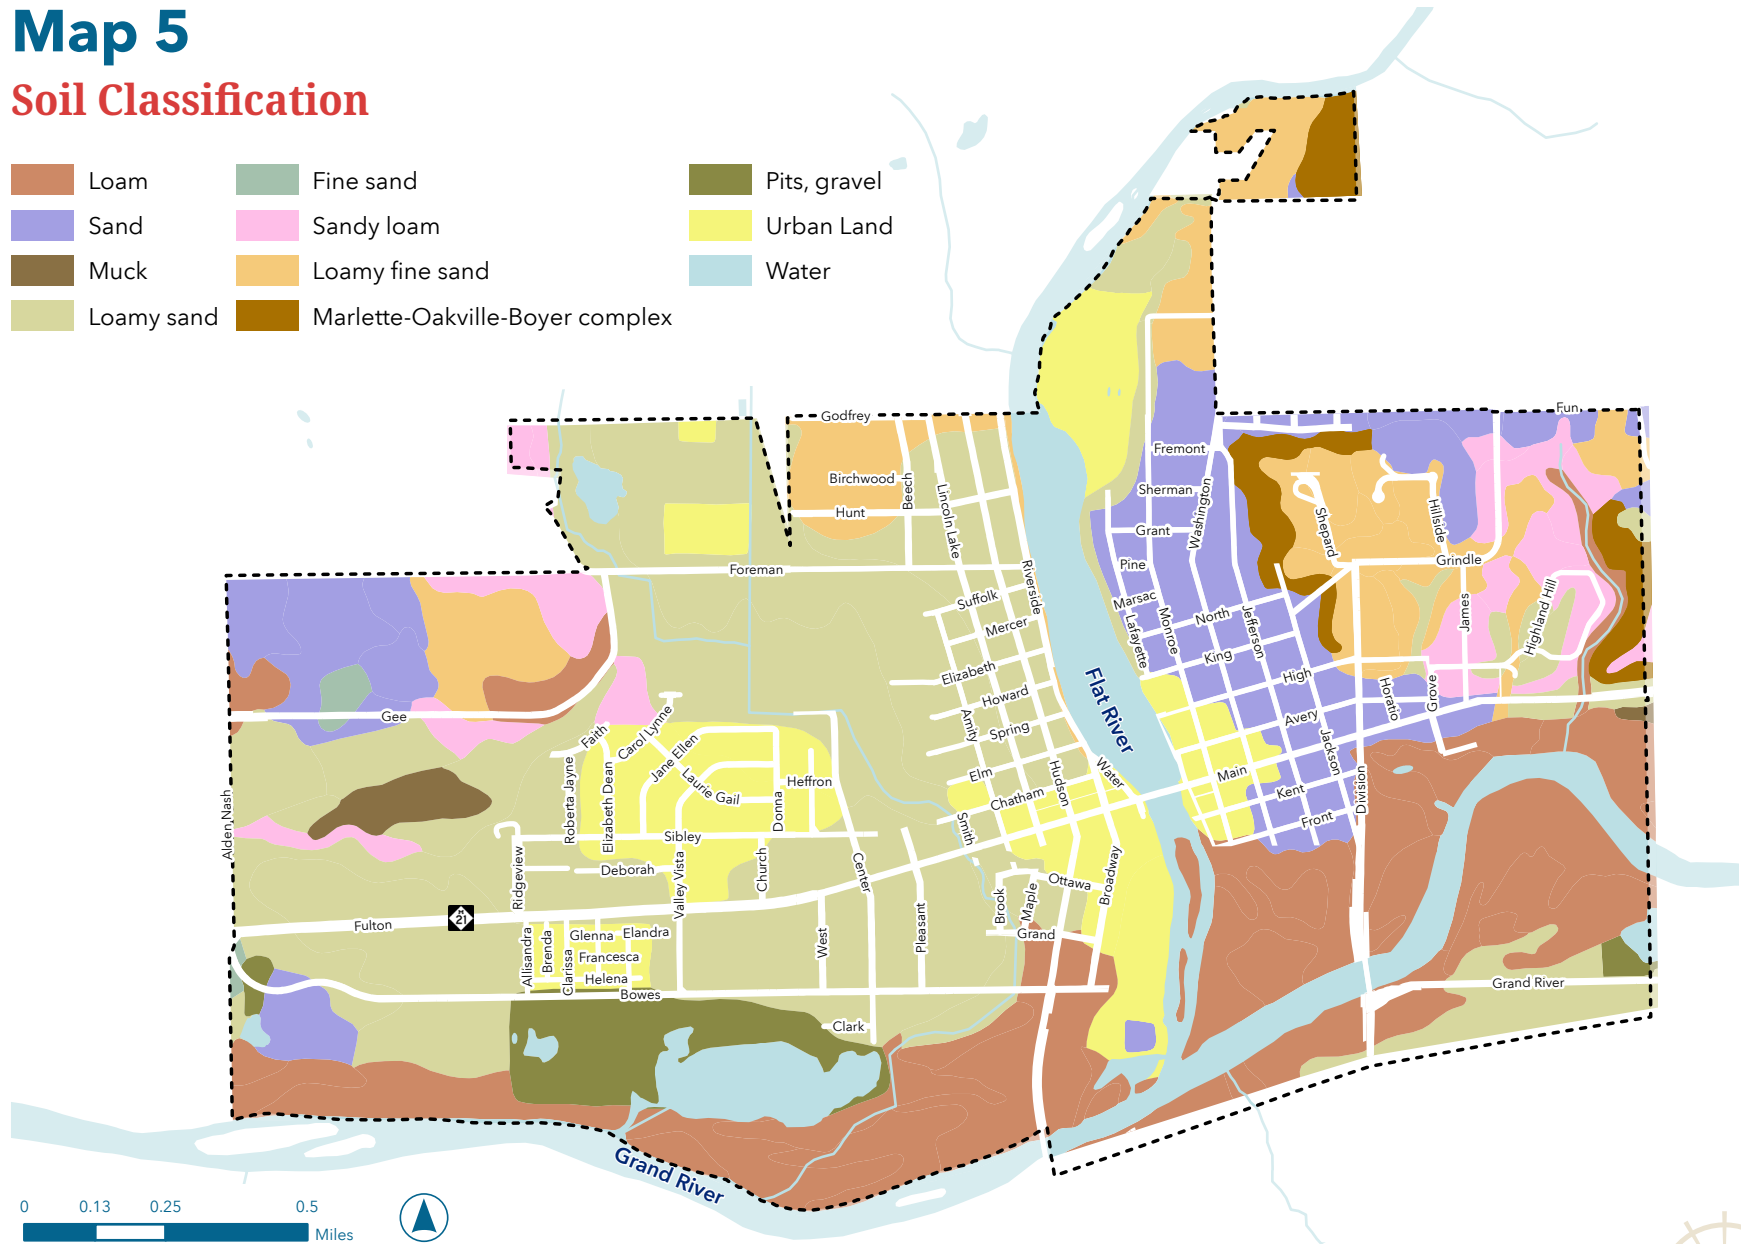 Map 5
Soil Classification
Loam
Sand
Muck
Loamy sand
Fine sand
Sandy loam
Loamy fine sand
Marlette-Oakville-Boyer complex
Pits, gravel
Urban Land
Water
Godfrey
Fun
Birchwood
Beech
Hunt
Lincoln Lake
Foreman
Riverside
Suffolk
Mercer
Elizabeth
Howard
Amity
Spring
Elm
Chatham
Hudson
Water
Smith
Fremont
Sherman
Washington
Grant
Pine
Marsac
Lafayette
Monroe
North
Jefferson
King
High
Avery
Jackson
Main
Kent
Front
Division
Horatio
Grove
Shepard
Hillside
Grindle
James
Highland Hill
Flat River
Gee
Alden Nash
Faith
Carol Lynne
Jane Ellen
Laurie Gail
Roberta Jayne
Elizabeth Dean
Donna
Heffron
Sibley
Deborah
Ridgeview
Valley Vista
Church
Center
Fulton
M
21
Allisandra
Brenda
Clarissa
Glenna
Elandra
Francesca
Helena
Bowes
West
Pleasant
Clark
Brook
Maple
Ottawa
Broadway
Grand
Grand River
Grand River
0 0.13 0.25 0.5
Miles